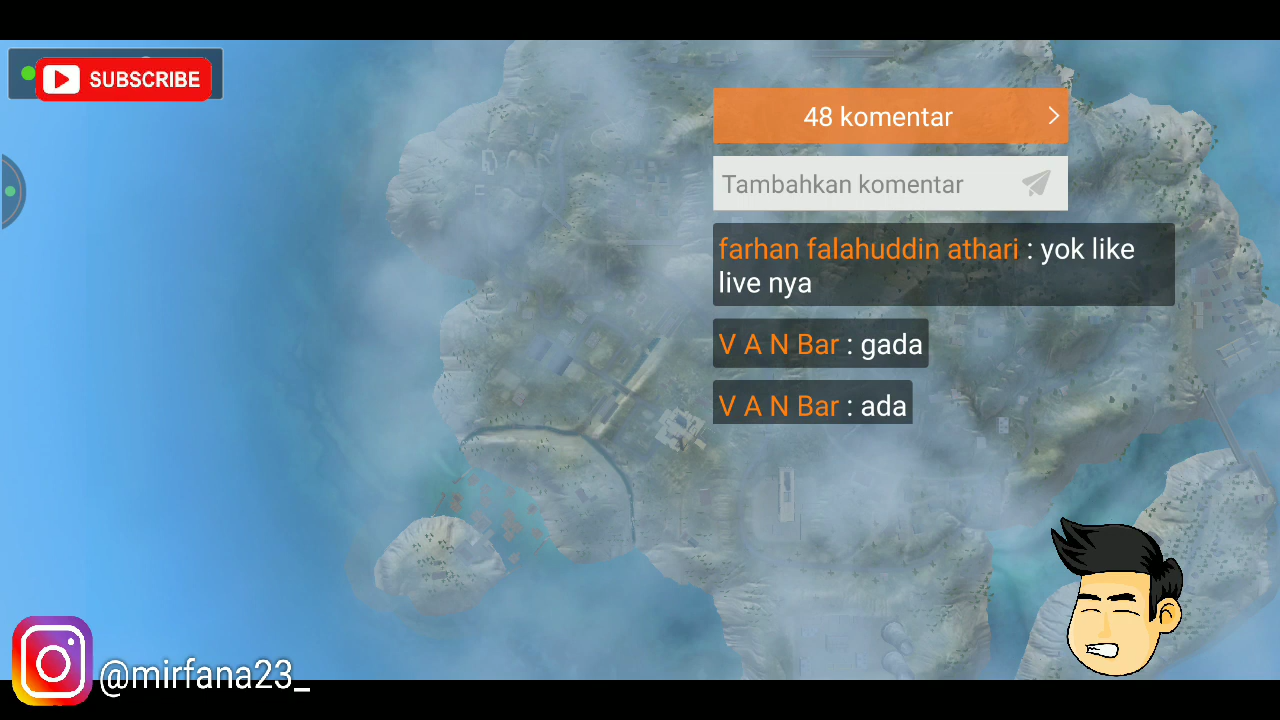 SUBSCRIBE
48 komentar
Tambahkan komentar
farhan falahuddin athari : yok like
live nya
V A N Bar : gada
V A N Bar : ada
@mirfana23_